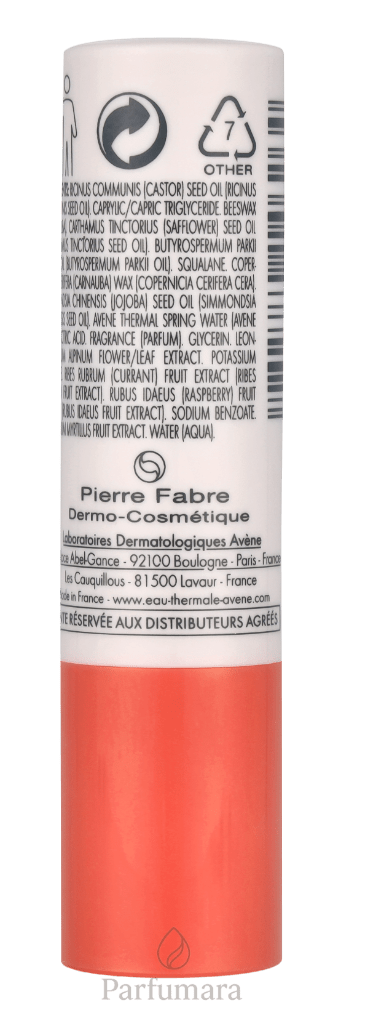 7
OTHER
RICINUS COMMUNIS (CASTOR) SEED OIL (RICINUS
SEED OIL). CAPRYLIC/CAPRIC TRIGLYCERIDE. BEESWAX
CARTHAMUS TINCTORIUS (SAFFLOWER) SEED OIL
TINCTORIUS SEED OIL). BUTYROSPERMUM PARKII
(BUTYROSPERMUM PARKII OIL). SQUALANE. COPER-
(CARNAUBA) WAX (COPERNICIA CERIFERA CERA).
CHINENSIS (JOJOBA) SEED OIL (SIMMONDSIA
SEED OIL). AVENE THERMAL SPRING WATER (AVENE
ACID. FRAGRANCE (PARFUM). GLYCERIN. LEON-
ALPINUM FLOWER/LEAF EXTRACT. POTASSIUM
RIBES RUBRUM (CURRANT) FRUIT EXTRACT (RIBES
FRUIT EXTRACT). RUBUS IDAEUS (RASPBERRY) FRUIT
RUBUS IDAEUS FRUIT EXTRACT). SODIUM BENZOATE.
MYRTILLUS FRUIT EXTRACT. WATER (AQUA).
Pierre Fabre
Dermo-Cosmétique
Laboratoires Dermatologiques Avène
Abel-Gance - 92100 Boulogne - Paris - France
Les Cauquillous - 81500 Lavaur - France
in France - www.eau-thermale-avene.com
RÉSERVÉE AUX DISTRIBUTEURS AGRÉÉS
Parfumara